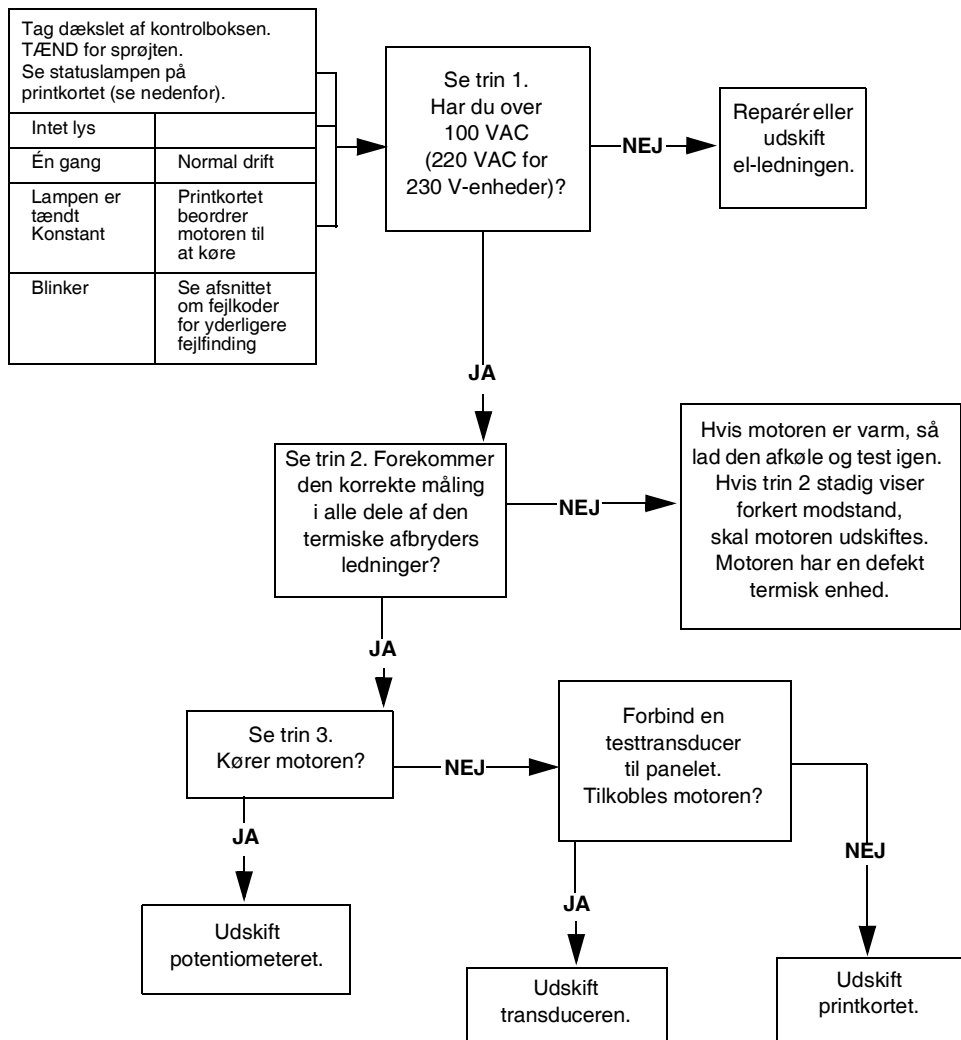 Tag dækslet af kontrolboksen.
TÆND for sprøjten.
Se statuslampen på
printkortet (se nedenfor).
Intet lys
Én gang
Normal drift
Lampen er
tændt
Konstant
Printkortet
beordrer
motoren til
at køre
Blinker
Se afsnittet
om fejlkoder
for yderligere
fejlfinding
Se trin 1.
Har du over
100 VAC
(220 VAC for
230 V-enheder)?
NEJ
Reparér eller
udskift
el-ledningen.
JA
Se trin 2. Forekommer
den korrekte måling
i alle dele af den
termiske afbryders
ledninger?
NEJ
Hvis motoren er varm, så
lad den afkøle og test igen.
Hvis trin 2 stadig viser
forkert modstand,
skal motoren udskiftes.
Motoren har en defekt
termisk enhed.
JA
Se trin 3.
Kører motoren?
NEJ
Forbind en
testtransducer
til panelet.
Tilkobles motoren?
JA
NEJ
JA
Udskift
potentiometeret.
Udskift
transduceren.
Udskift
printkortet.